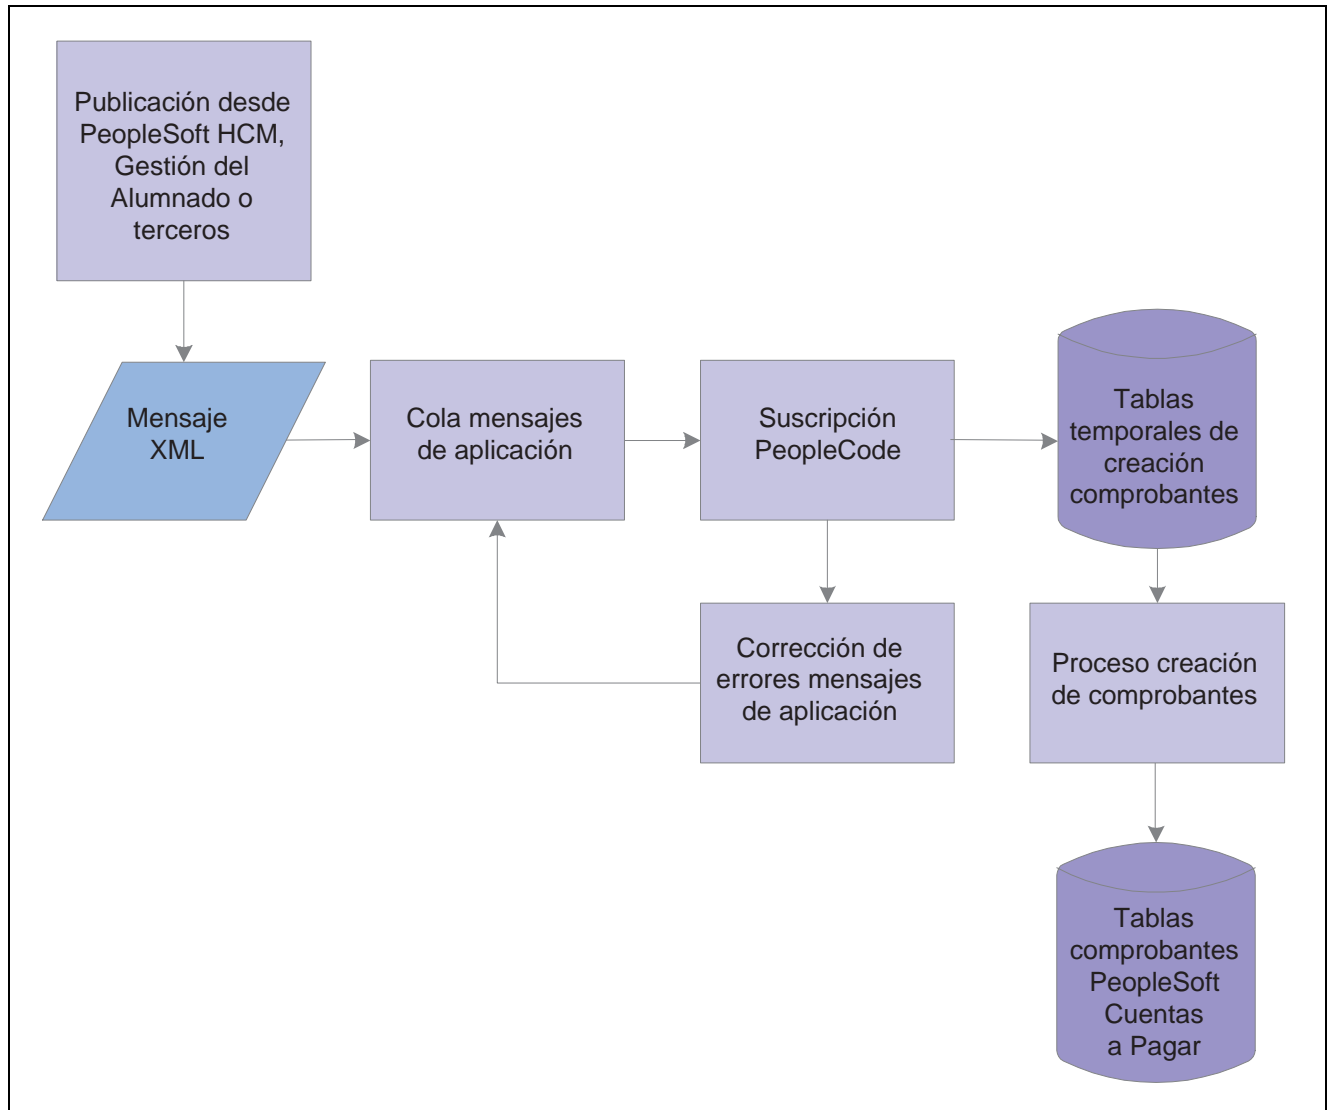 Publicación desde
PeopleSoft HCM,
Gestión del
Alumnado o
terceros
Mensaje
XML
Cola mensajes
de aplicación
Suscripción
PeopleCode
Tablas
temporales de
creación
comprobantes
Corrección de
errores mensajes
de aplicación
Proceso creación
de comprobantes
Tablas
comprobantes
PeopleSoft
Cuentas
a Pagar